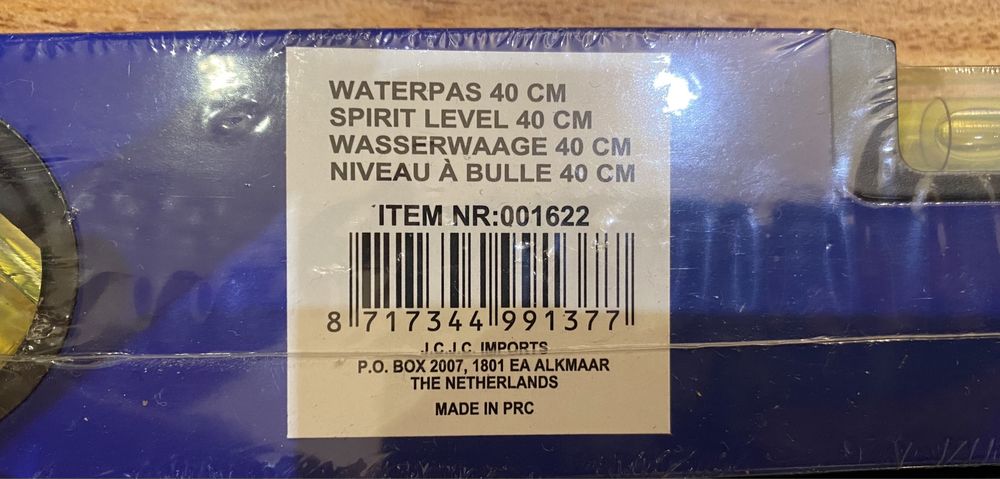 WATERPAS 40 CM
SPIRIT LEVEL 40 CM
WASSERWAAGE 40 CM
NIVEAU À BULLE 40 CM
ITEM NR:001622
8 717344 991377
J.C.J.C. IMPORTS
P.O. BOX 2007, 1801 EA ALKMAAR
THE NETHERLANDS
MADE IN PRC